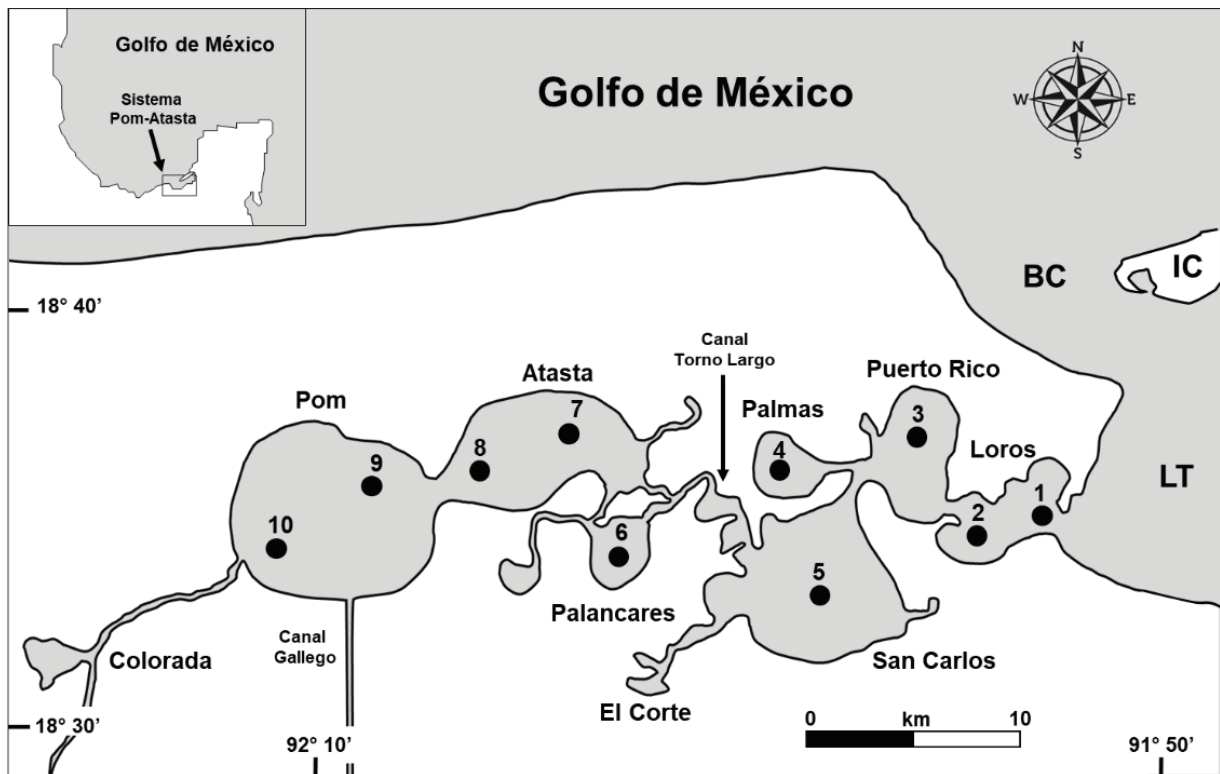 Golfo de México
Sistema
Pom-Atasta
Golfo de México
N
W
E
S
BC
IC
18° 40’
Canal
Torno Largo
Puerto Rico
Atasta
Pom
Palmas
7
3
8
4
Loros
9
LT
1
10
2
6
5
Palancares
Canal
Gallego
Colorada
San Carlos
El Corte
0 km 10
18° 30’
92° 10’
91° 50’